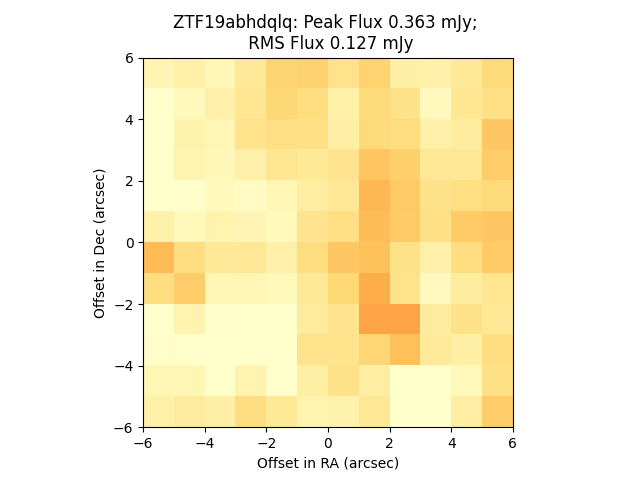 ZTF19abhdqlq: Peak Flux 0.363 mJy;
RMS Flux 0.127 mJy
6
4
2
0
−2
−4
−6
Offset in Dec (arcsec)
−6 −4 −2 0 2 4 6
Offset in RA (arcsec)